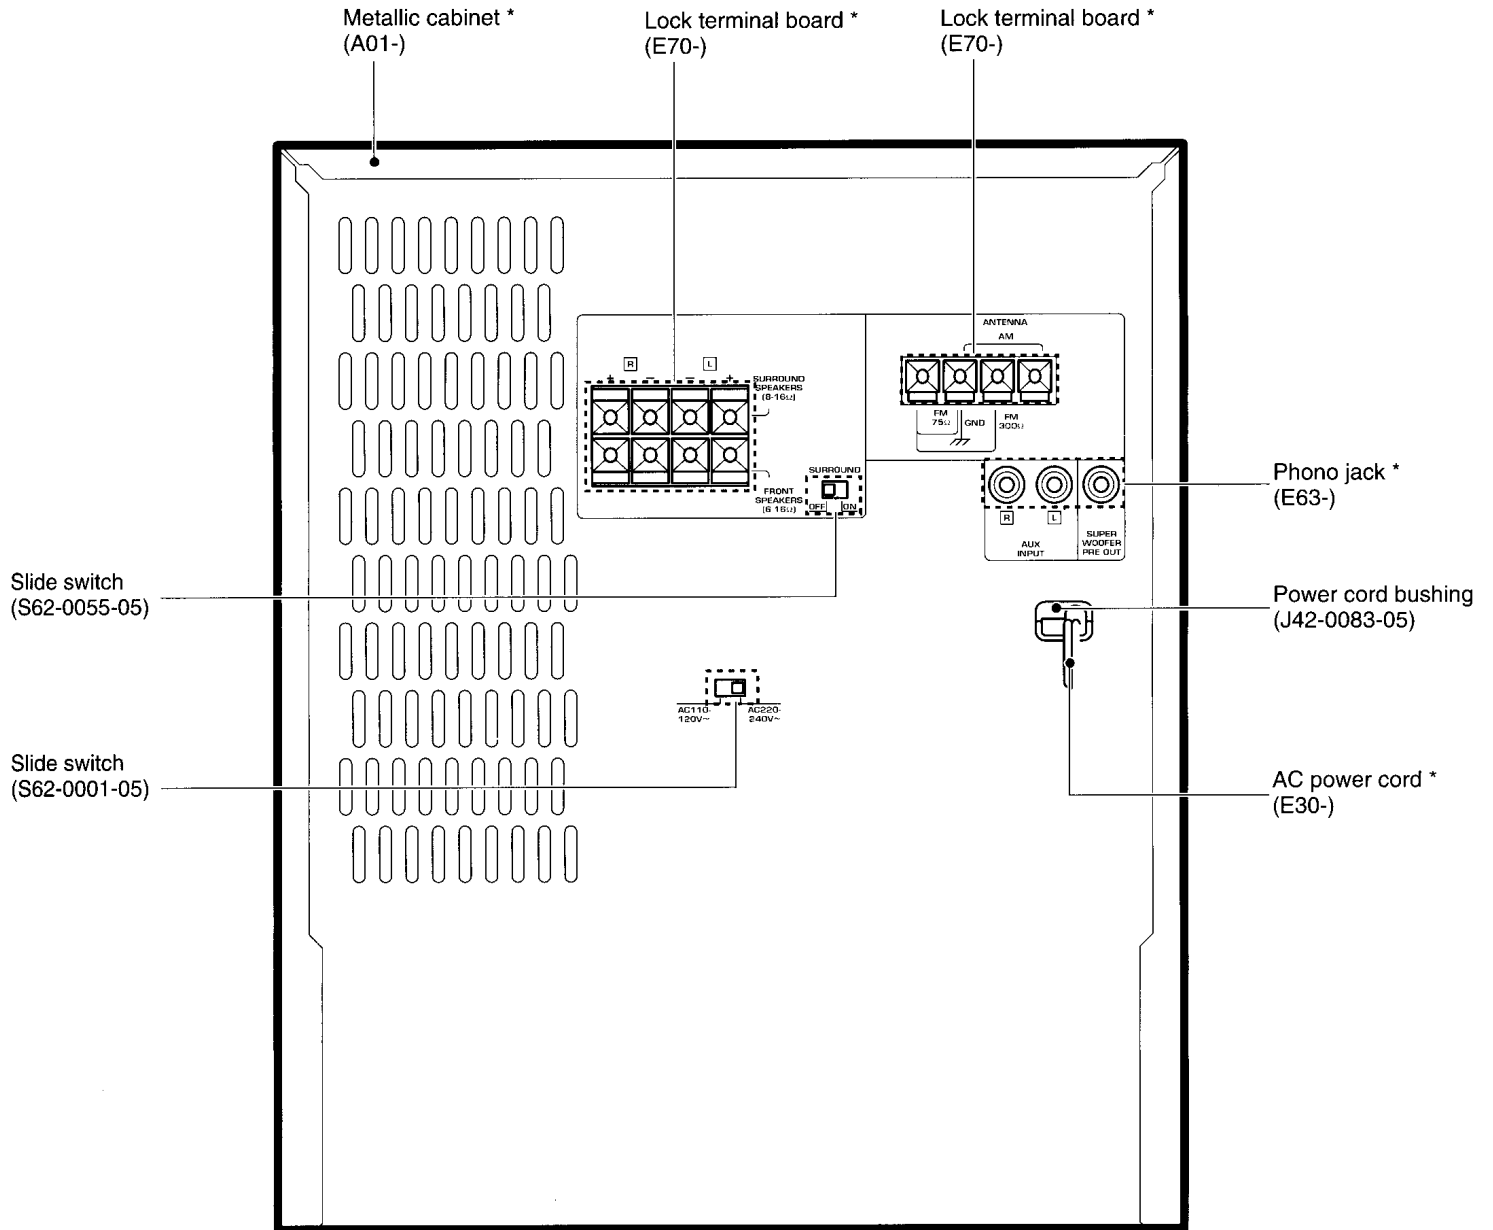 Metallic cabinet *
(A01-)
Lock terminal board *
(E70-)
Lock terminal board *
(E70-)
ANTENNA
AM
R
L
+ − − +
SURROUND
SPEAKERS
(8-16Ω)
FM
75Ω
GND
FM
300Ω
SURROUND
OFF ON
FRONT
SPEAKERS
(6-16Ω)
Phono jack *
(E63-)
R
L
AUX
INPUT
SUPER
WOOFER
PRE OUT
Slide switch
(S62-0055-05)
Power cord bushing
(J42-0083-05)
AC110-
120V~
AC220-
240V~
Slide switch
(S62-0001-05)
AC power cord *
(E30-)